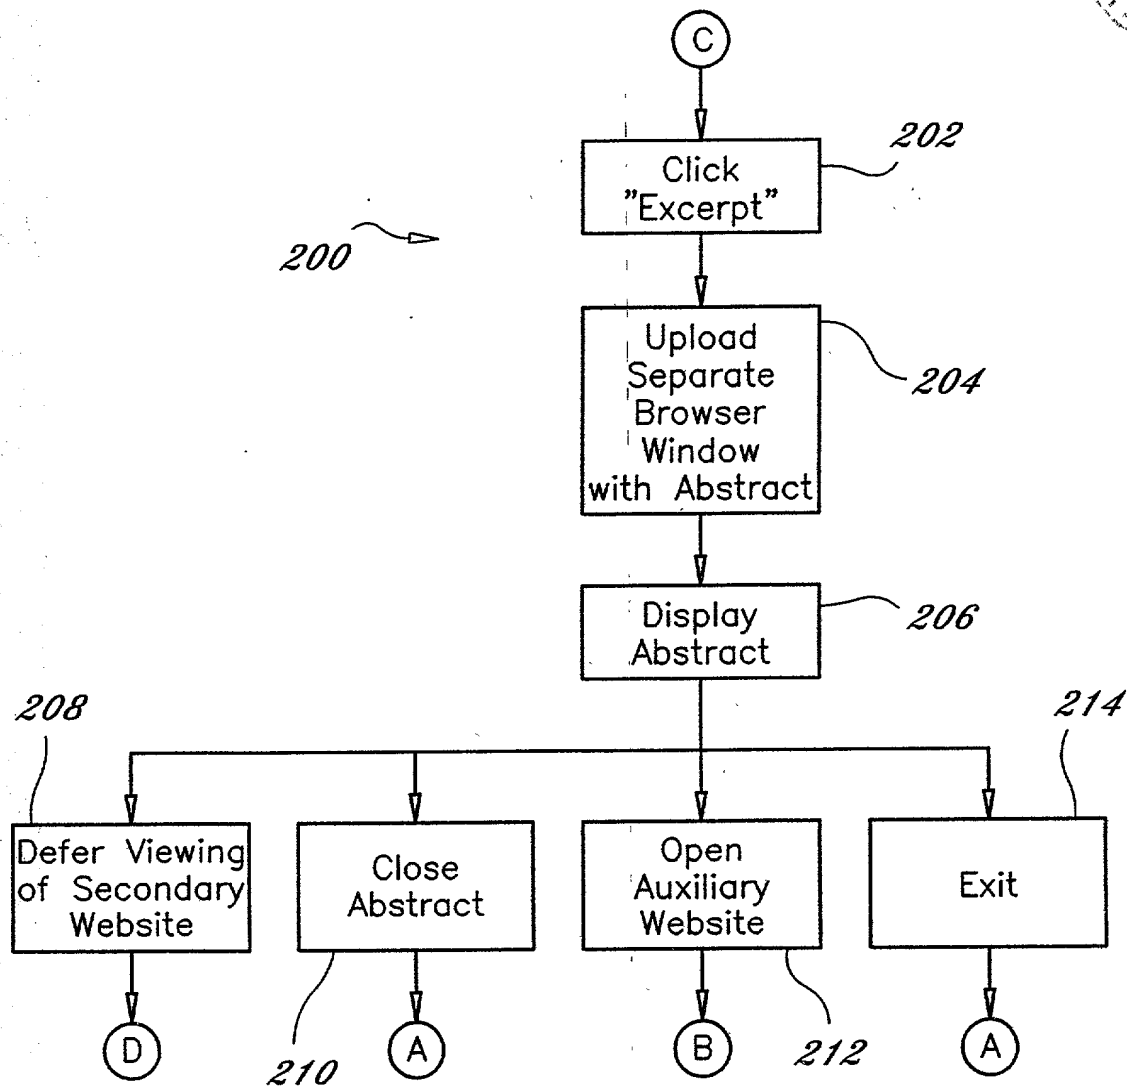 C
Click
"Excerpt"
202
200
Upload
Separate
Browser
Window
with Abstract
204
Display
Abstract
206
208
214
Defer Viewing
of Secondary
Website
Close
Abstract
Open
Auxiliary
Website
Exit
D
210
A
B
212
A